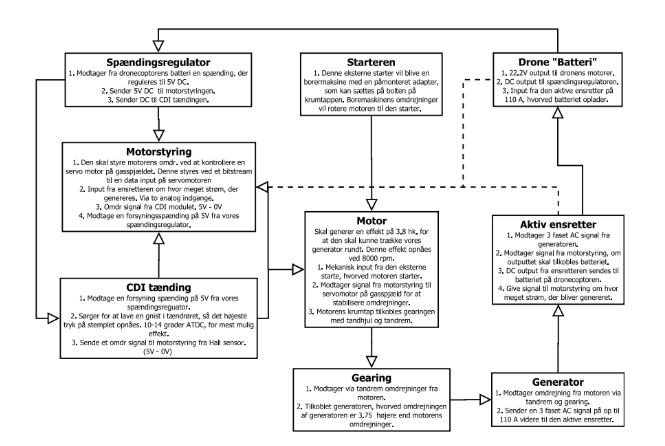 Spændingsregulator
1. Modtager fra dronecoptorens batteri en spænding, der
reguleres til 5V DC.
2. Sender 5V DC til motorstyringen.
3. Sender DC til CDI tændingen.
Starteren
1. Denne eksterne starter vil blive en
boremaskine med en påmonteret adapter,
som kan sættes på bolten på
krumtappen. Boremaskinens omdrejninger
vil rotere motoren til den starter.
Drone "Batteri"
1. 22,2V output til dronens motorer.
2. DC output til spændingsregulatoren.
3. Input fra den aktive ensretter på
110 A, hvorved batteriet oplader.
Motorstyring
1. Den skal styre motorens omdr. ved at kontrollere en
servo motor på gasspjældet. Denne styres ved et bitstream
til en data input på servomotoren
2. Input fra ensretteren om hvor meget strøm, der
genereres. Via to analog indgange.
3. Omdr signal fra CDI modulet, 5V - 0V
4. Modtage en forsyningsspænding på 5V fra vores
spændingsregulator.
Motor
Skal generer en effekt på 3,8 hk, for
at den skal kunne trække vores
generator rundt. Denne effekt opnåes
ved 8000 rpm.
1. Mekanisk input fra den eksterne
starte, hvorved motoren starter.
2. Modtager signal fra motorstyring til
servomotor på gasspjæld for at
stabilisere omdrejninger.
3. Motorens krumtap tilkobles gearingen
med tandhjul og tandrem.
Aktiv ensretter
1. Modtager 3 faset AC signal fra
generatoren.
2. Modtager signal fra motorstyring, om
outputtet skal tilkobles batteriet.
3. DC output fra ensretteren sendes til
batteriet på dronecoptoren.
4. Give signal til motorstyring om hvor
meget strøm, der bliver genereret.
CDI tænding
1. Modtage en forsyning spænding på 5V fra vores
spændingsreguator.
2. Sørger for at lave en gnist i tændrøret, så det højeste
tryk på stemplet opnåes. 10-14 grader ATDC, for mest mulig
effekt.
3. Sende et omdr signal til motorstyring fra Hall sensor.
(5V - 0V)
Gearing
1. Modtager via tandrem omdrejninger fra
motoren.
2. Tilkoblet generatoren, hvorved omdrejningen
af generatoren er 3.75 højere end motorens
omdrejninger.
Generator
1. Modtager omdrejning fra motoren via
tandrem og gearing.
2. Sender en 3 faset AC signal på op til
110 A videre til den aktive ensretter.